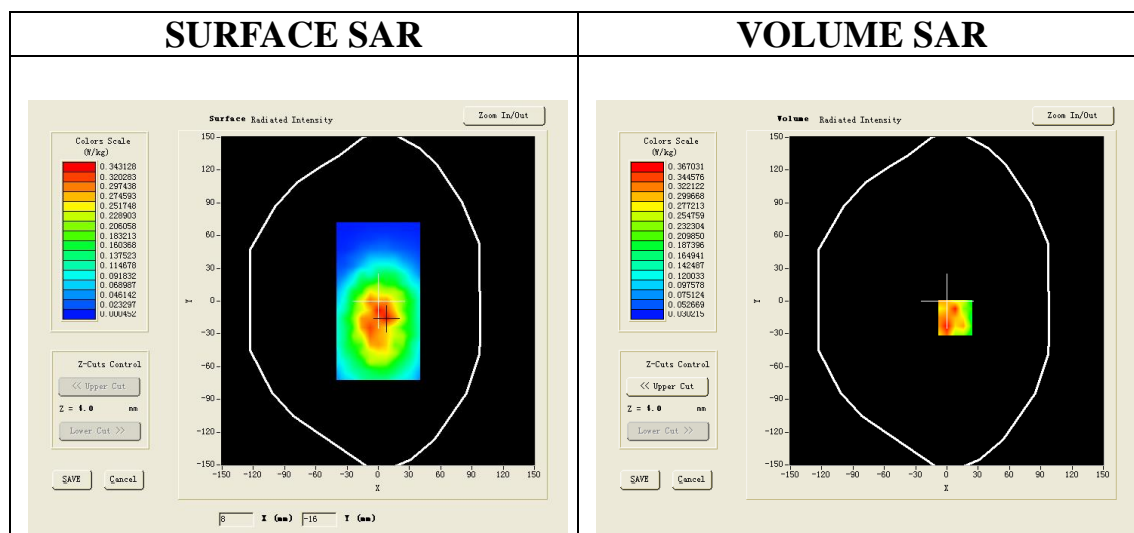 SURFACE SAR
VOLUME SAR
Surface Radiated Intensity
Zoom In/Out
Colors Scale
(W/kg)
0.343128
0.320283
0.297438
0.274593
0.251748
0.228903
0.206058
0.183213
0.160368
0.137523
0.114678
0.091832
0.068987
0.046142
0.023297
0.000452
150
120
90
60
30
0
-30
-60
-90
-120
-150
Y
-150 -120 -90 -60 -30 0 30 60 90 120 150
X
Z-Cuts Control
<< Upper Cut
Z = 4.0 mm
Lower Cut >>
SAVE Cancel
8 X (mm) -16 Y (mm)
Volume Radiated Intensity
Zoom In/Out
Colors Scale
(W/kg)
0.367031
0.344576
0.322122
0.299668
0.277213
0.254759
0.232304
0.209850
0.187396
0.164941
0.142487
0.120033
0.097578
0.075124
0.052669
0.030215
150
120
90
60
30
0
-30
-60
-90
-120
-150
Y
-150 -120 -90 -60 -30 0 30 60 90 120 150
X
Z-Cuts Control
<< Upper Cut
Z = 4.0 mm
Lower Cut >>
SAVE Cancel